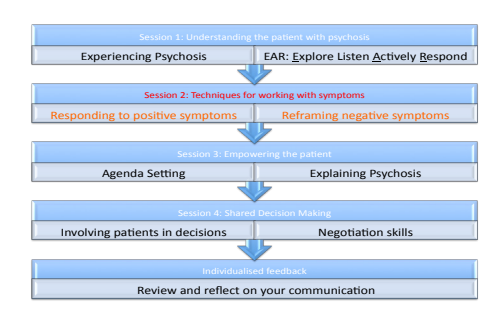 Session 1: Understanding the patient with psychosis
Experiencing Psychosis
EAR: Explore Listen Actively Respond
Session 2: Techniques for working with symptoms
Responding to positive symptoms
Reframing negative symptoms
Session 3: Empowering the patient
Agenda Setting
Explaining Psychosis
Session 4: Shared Decision Making
Involving patients in decisions
Negotiation skills
Individualised feedback
Review and reflect on your communication